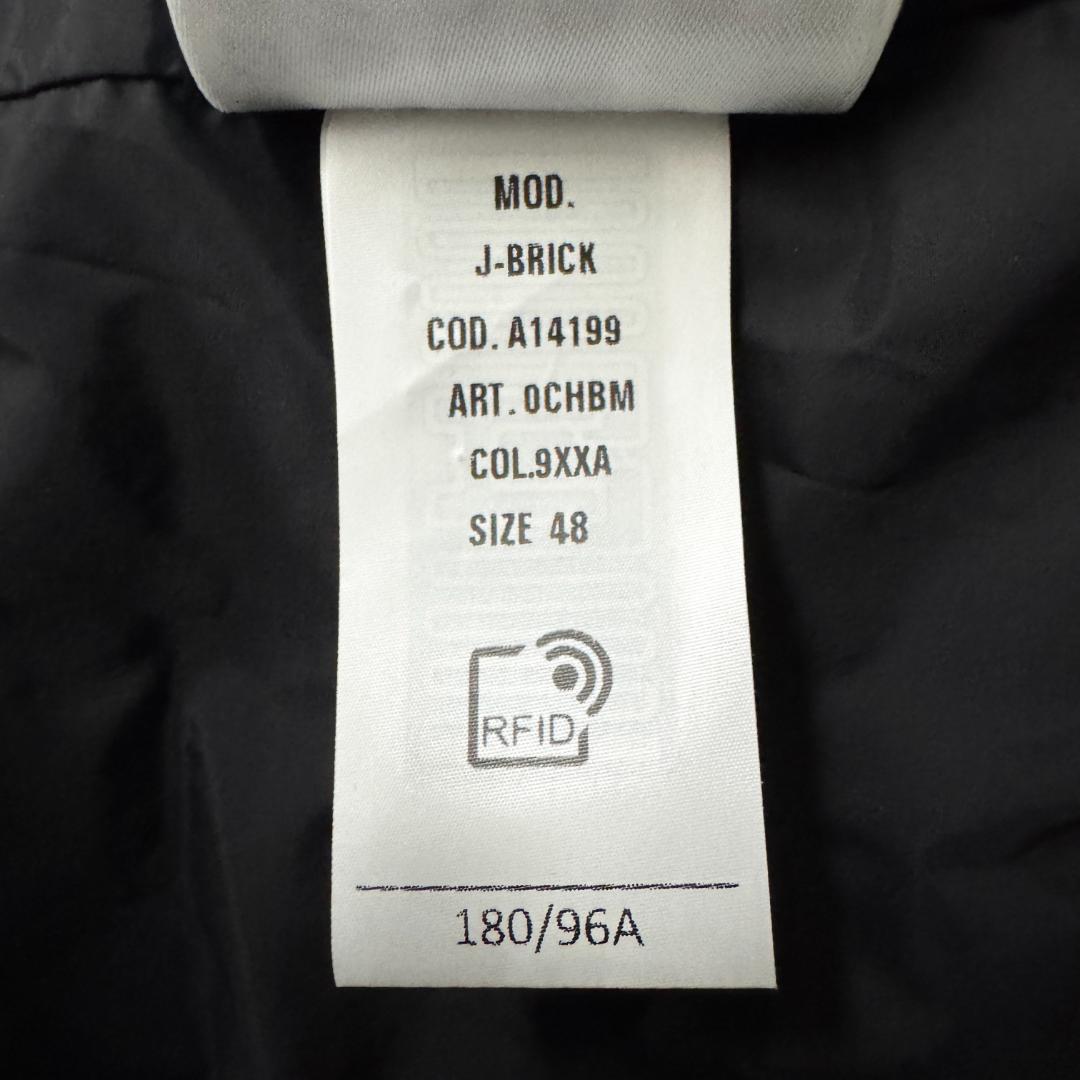 MOD.
J-BRICK
COD. A14199
ART. 0CHBM
COL.9XXA
SIZE 48
RFID
180/96A